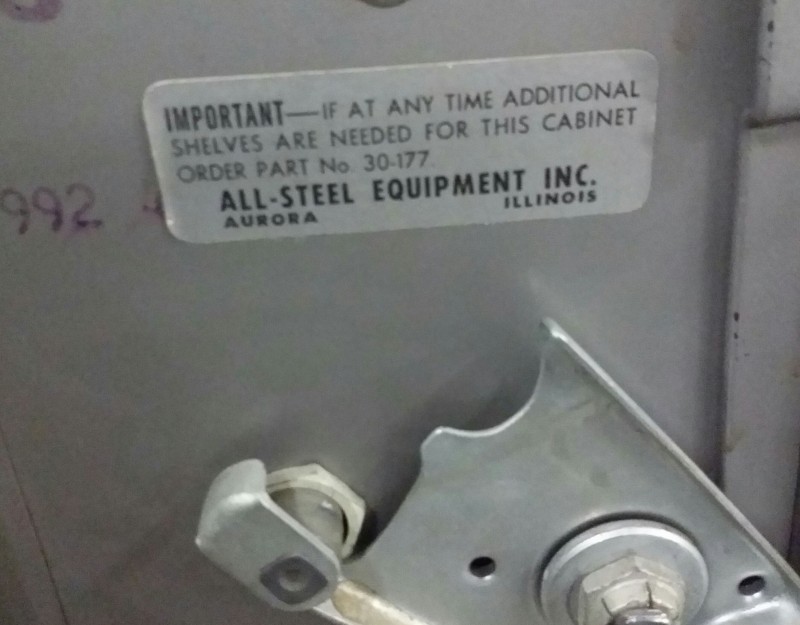 IMPORTANT—IF AT ANY TIME ADDITIONAL
SHELVES ARE NEEDED FOR THIS CABINET
ORDER PART No. 30-177.
ALL-STEEL EQUIPMENT INC.
AURORA ILLINOIS
992